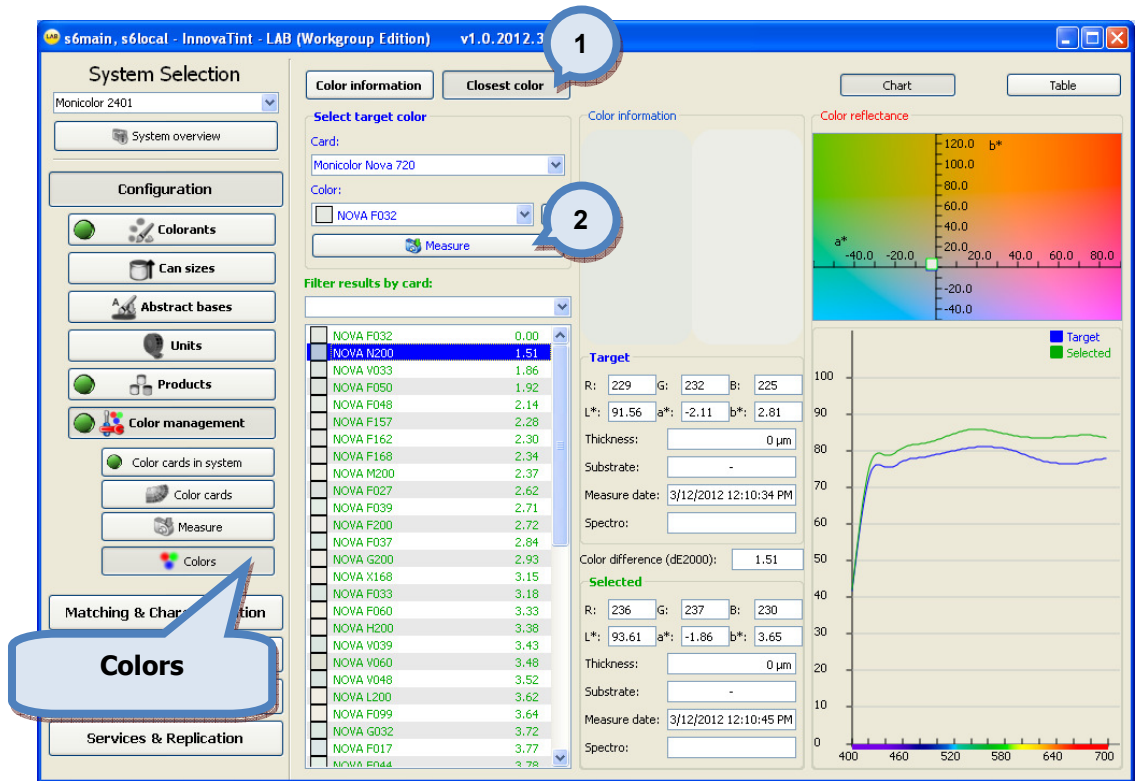 s6main, s6local - InnovaTint - LAB (Workgroup Edition) v1.0.2012.3
1
System Selection
Monicolor 2401
System overview
Configuration
Colorants
Can sizes
Abstract bases
Units
Products
Color management
Color cards in system
Color cards
Measure
Colors
Matching & Char
tion
Colors
Services & Replication
Color information
Closest color
Chart
Table
Select target color
Card:
Monicolor Nova 720
Color:
NOVA F032
2
Measure
Filter results by card:
NOVA F032 0.00
NOVA N200 1.51
NOVA V033 1.86
NOVA F050 1.92
NOVA F048 2.14
NOVA F157 2.28
NOVA F162 2.30
NOVA F168 2.34
NOVA M200 2.37
NOVA F027 2.62
NOVA F039 2.71
NOVA F200 2.72
NOVA F037 2.84
NOVA G200 2.93
NOVA X168 3.15
NOVA F033 3.18
NOVA F060 3.33
NOVA H200 3.38
NOVA V039 3.43
NOVA V060 3.48
NOVA V048 3.52
NOVA L200 3.62
NOVA F099 3.64
NOVA G032 3.72
NOVA F017 3.77
NOVA F044 3.78
Color information
Target
R: 229 G: 232 B: 225
L*: 91.56 a*: -2.11 b*: 2.81
Thickness: 0 µm
Substrate: -
Measure date: 3/12/2012 12:10:34 PM
Spectro:
Color difference (dE2000): 1.51
Selected
R: 236 G: 237 B: 230
L*: 93.61 a*: -1.86 b*: 3.65
Thickness: 0 µm
Substrate: -
Measure date: 3/12/2012 12:10:45 PM
Spectro:
Color reflectance
120.0 b*
100.0
80.0
60.0
40.0
20.0
a*
-40.0 -20.0 20.0 40.0 60.0 80.0
-20.0
-40.0
Target
Selected
100
90
80
70
60
50
40
30
20
10
0
400 460 520 580 640 700